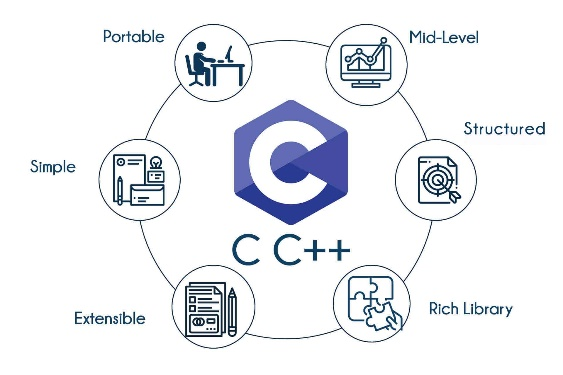 Portable
Mid-Level
Structured
Simple
C
C C++
Extensible
Rich Library